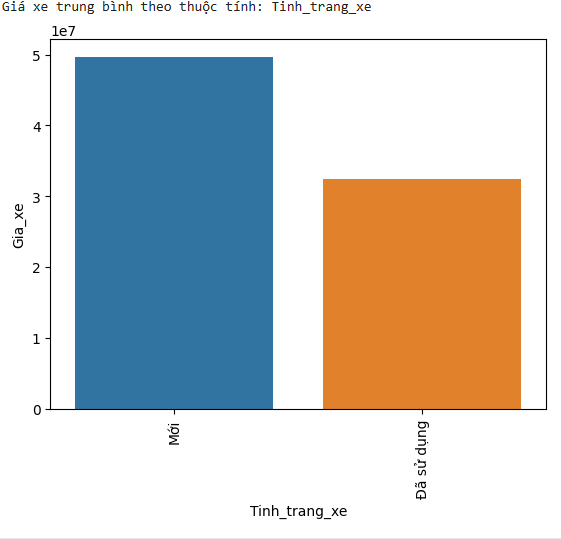 Giá xe trung bình theo thuộc tính: Tinh_trang_xe
1e7
5
4
3
2
1
0
Gia_xe
Mới
Đã sử dụng
Tinh_trang_xe